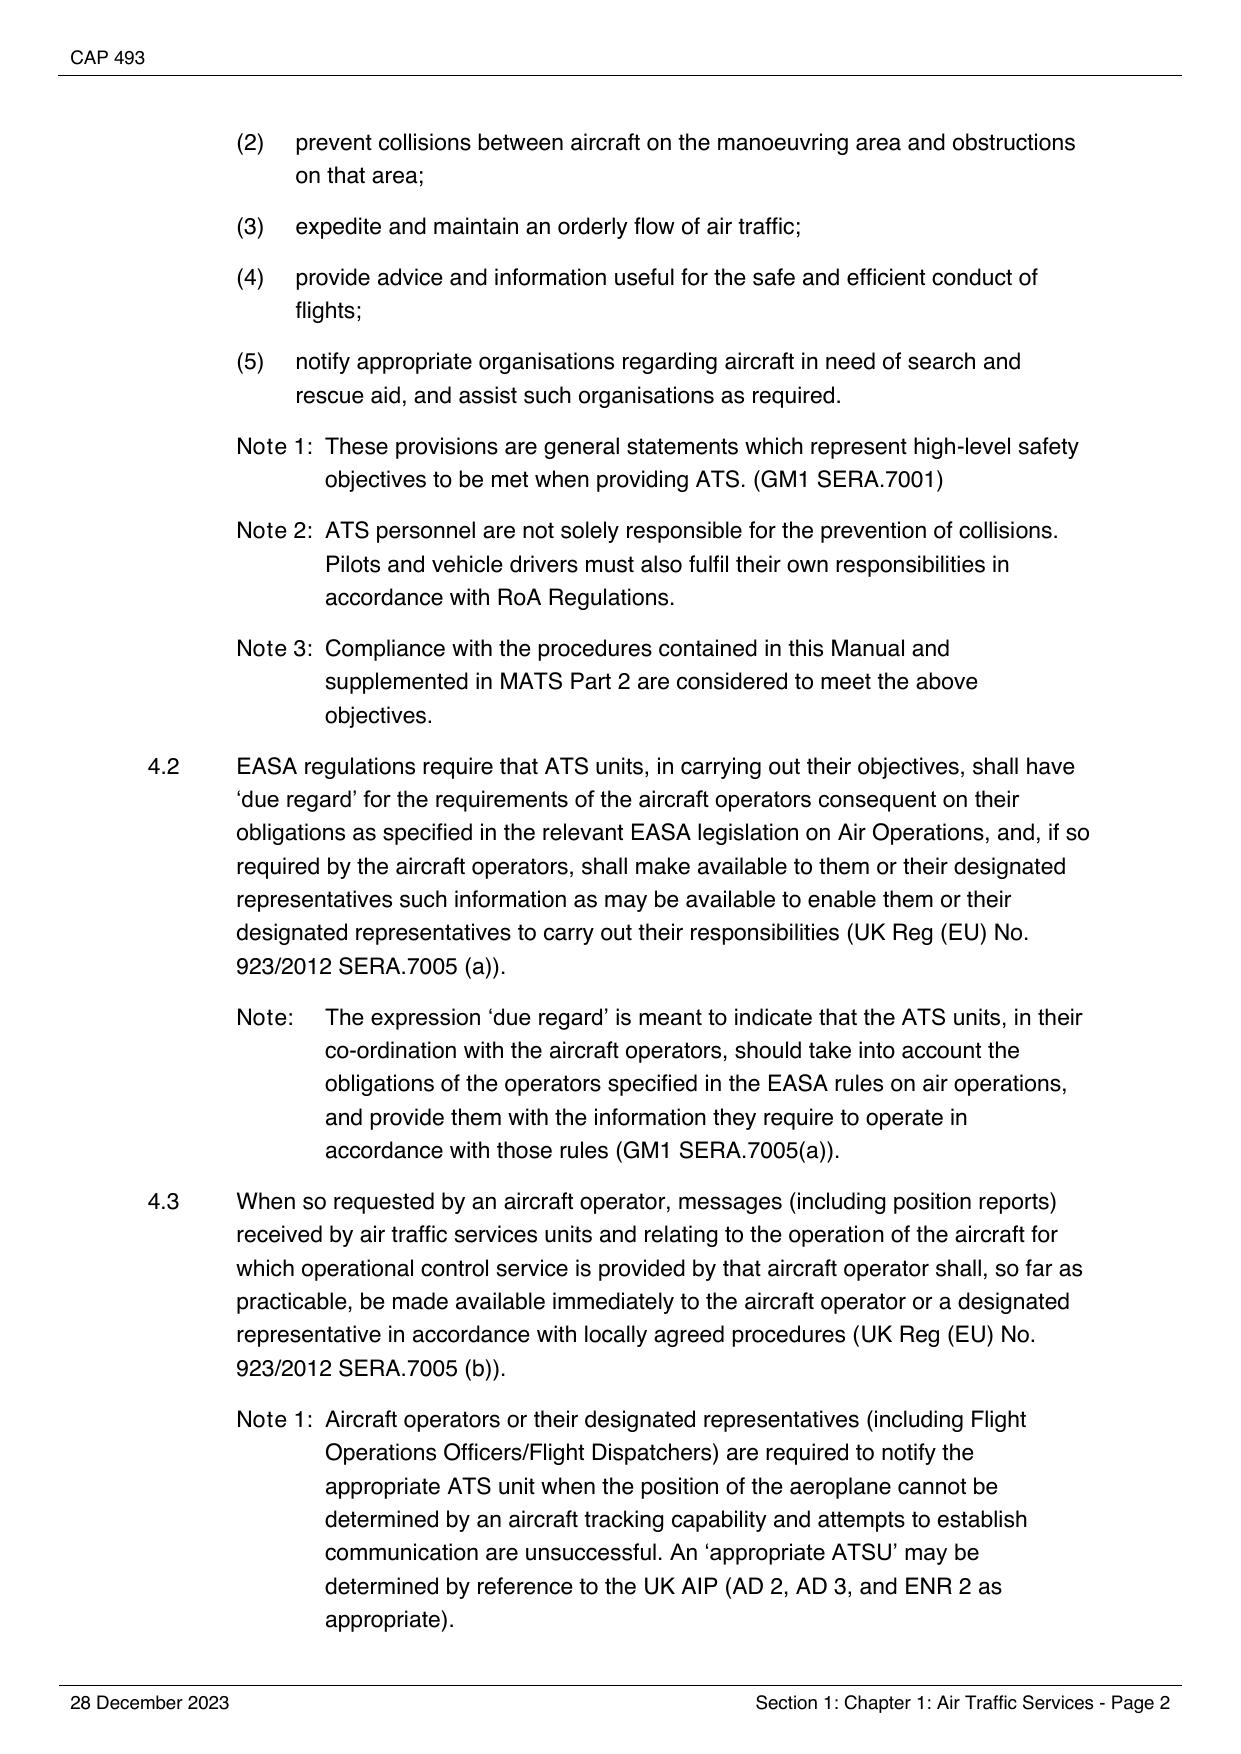 CAP 493
(2) prevent collisions between aircraft on the manoeuvring area and obstructions
on that area;
(3) expedite and maintain an orderly flow of air traffic;
(4) provide advice and information useful for the safe and efficient conduct of
flights;
(5) notify appropriate organisations regarding aircraft in need of search and
rescue aid, and assist such organisations as required.
Note 1: These provisions are general statements which represent high-level safety
objectives to be met when providing ATS. (GM1 SERA.7001)
Note 2: ATS personnel are not solely responsible for the prevention of collisions.
Pilots and vehicle drivers must also fulfil their own responsibilities in
accordance with RoA Regulations.
Note 3: Compliance with the procedures contained in this Manual and
supplemented in MATS Part 2 are considered to meet the above
objectives.
4.2 EASA regulations require that ATS units, in carrying out their objectives, shall have
‘due regard’ for the requirements of the aircraft operators consequent on their
obligations as specified in the relevant EASA legislation on Air Operations, and, if so
required by the aircraft operators, shall make available to them or their designated
representatives such information as may be available to enable them or their
designated representatives to carry out their responsibilities (UK Reg (EU) No.
923/2012 SERA.7005 (a)).
Note: The expression ‘due regard’ is meant to indicate that the ATS units, in their
co-ordination with the aircraft operators, should take into account the
obligations of the operators specified in the EASA rules on air operations,
and provide them with the information they require to operate in
accordance with those rules (GM1 SERA.7005(a)).
4.3 When so requested by an aircraft operator, messages (including position reports)
received by air traffic services units and relating to the operation of the aircraft for
which operational control service is provided by that aircraft operator shall, so far as
practicable, be made available immediately to the aircraft operator or a designated
representative in accordance with locally agreed procedures (UK Reg (EU) No.
923/2012 SERA.7005 (b)).
Note 1: Aircraft operators or their designated representatives (including Flight
Operations Officers/Flight Dispatchers) are required to notify the
appropriate ATS unit when the position of the aeroplane cannot be
determined by an aircraft tracking capability and attempts to establish
communication are unsuccessful. An ‘appropriate ATSU’ may be
determined by reference to the UK AIP (AD 2, AD 3, and ENR 2 as
appropriate).
28 December 2023 Section 1: Chapter 1: Air Traffic Services - Page 2